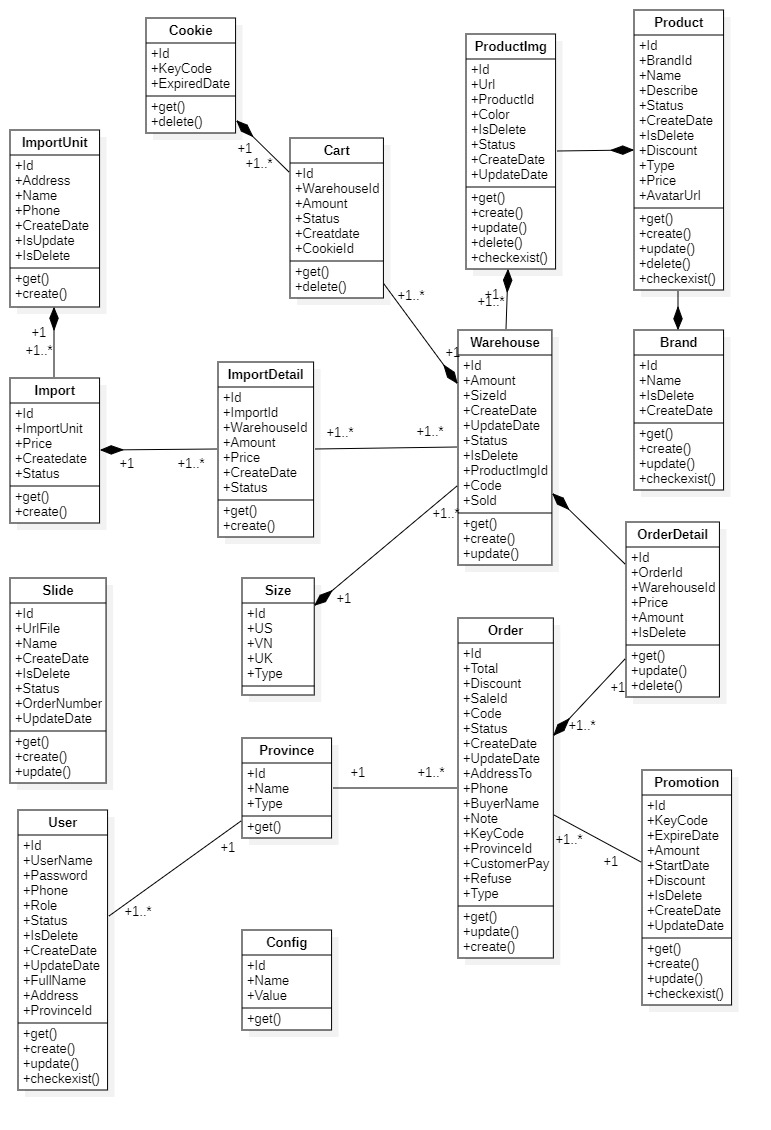 Cookie
+Id
+KeyCode
+ExpiredDate
+get()
+delete()
ProductImg
+Id
+Url
+ProductId
+Color
+IsDelete
+Status
+CreateDate
+UpdateDate
+get()
+create()
+update()
+delete()
+checkexist()
Product
+Id
+BrandId
+Name
+Describe
+Status
+CreateDate
+IsDelete
+Discount
+Type
+Price
+AvatarUrl
+get()
+create()
+update()
+delete()
+checkexist()
ImportUnit
+Id
+Address
+Name
+Phone
+CreateDate
+IsUpdate
+IsDelete
+get()
+create()
+1
+1..*
Cart
+Id
+WarehouseId
+Amount
+Status
+Creatdate
+CookieId
+get()
+delete()
+1..*
+1
+1
+1..*
+1
+1..*
Import
+Id
+ImportUnit
+Price
+Createdate
+Status
+get()
+create()
+1
+1..*
ImportDetail
+Id
+ImportId
+WarehouseId
+Amount
+Price
+CreateDate
+Status
+get()
+create()
+1..*
+1..*
Warehouse
+Id
+Amount
+SizeId
+CreateDate
+UpdateDate
+Status
+IsDelete
+ProductImgId
+Code
+Sold
+get()
+create()
+update()
Brand
+Id
+Name
+IsDelete
+CreateDate
+get()
+create()
+update()
+checkexist()
+1..*
+1
Slide
+Id
+UrlFile
+Name
+CreateDate
+IsDelete
+Status
+OrderNumber
+UpdateDate
+get()
+create()
+update()
Size
+Id
+US
+VN
+UK
+Type
OrderDetail
+Id
+OrderId
+WarehouseId
+Price
+Amount
+IsDelete
+get()
+update()
+delete()
+1
+1..*
Order
+Id
+Total
+Discount
+SaleId
+Code
+Status
+CreateDate
+UpdateDate
+AddressTo
+Phone
+BuyerName
+Note
+KeyCode
+ProvinceId
+CustomerPay
+Refuse
+Type
+get()
+update()
+create()
Province
+Id
+Name
+Type
+get()
+1
+1..*
+1
+1..*
User
+Id
+UserName
+Password
+Phone
+Role
+Status
+IsDelete
+CreateDate
+UpdateDate
+FullName
+Address
+ProvinceId
+get()
+create()
+update()
+checkexist()
Config
+Id
+Name
+Value
+get()
+1..*
+1
Promotion
+Id
+KeyCode
+ExpireDate
+Amount
+StartDate
+Discount
+IsDelete
+CreateDate
+UpdateDate
+get()
+create()
+update()
+checkexist()